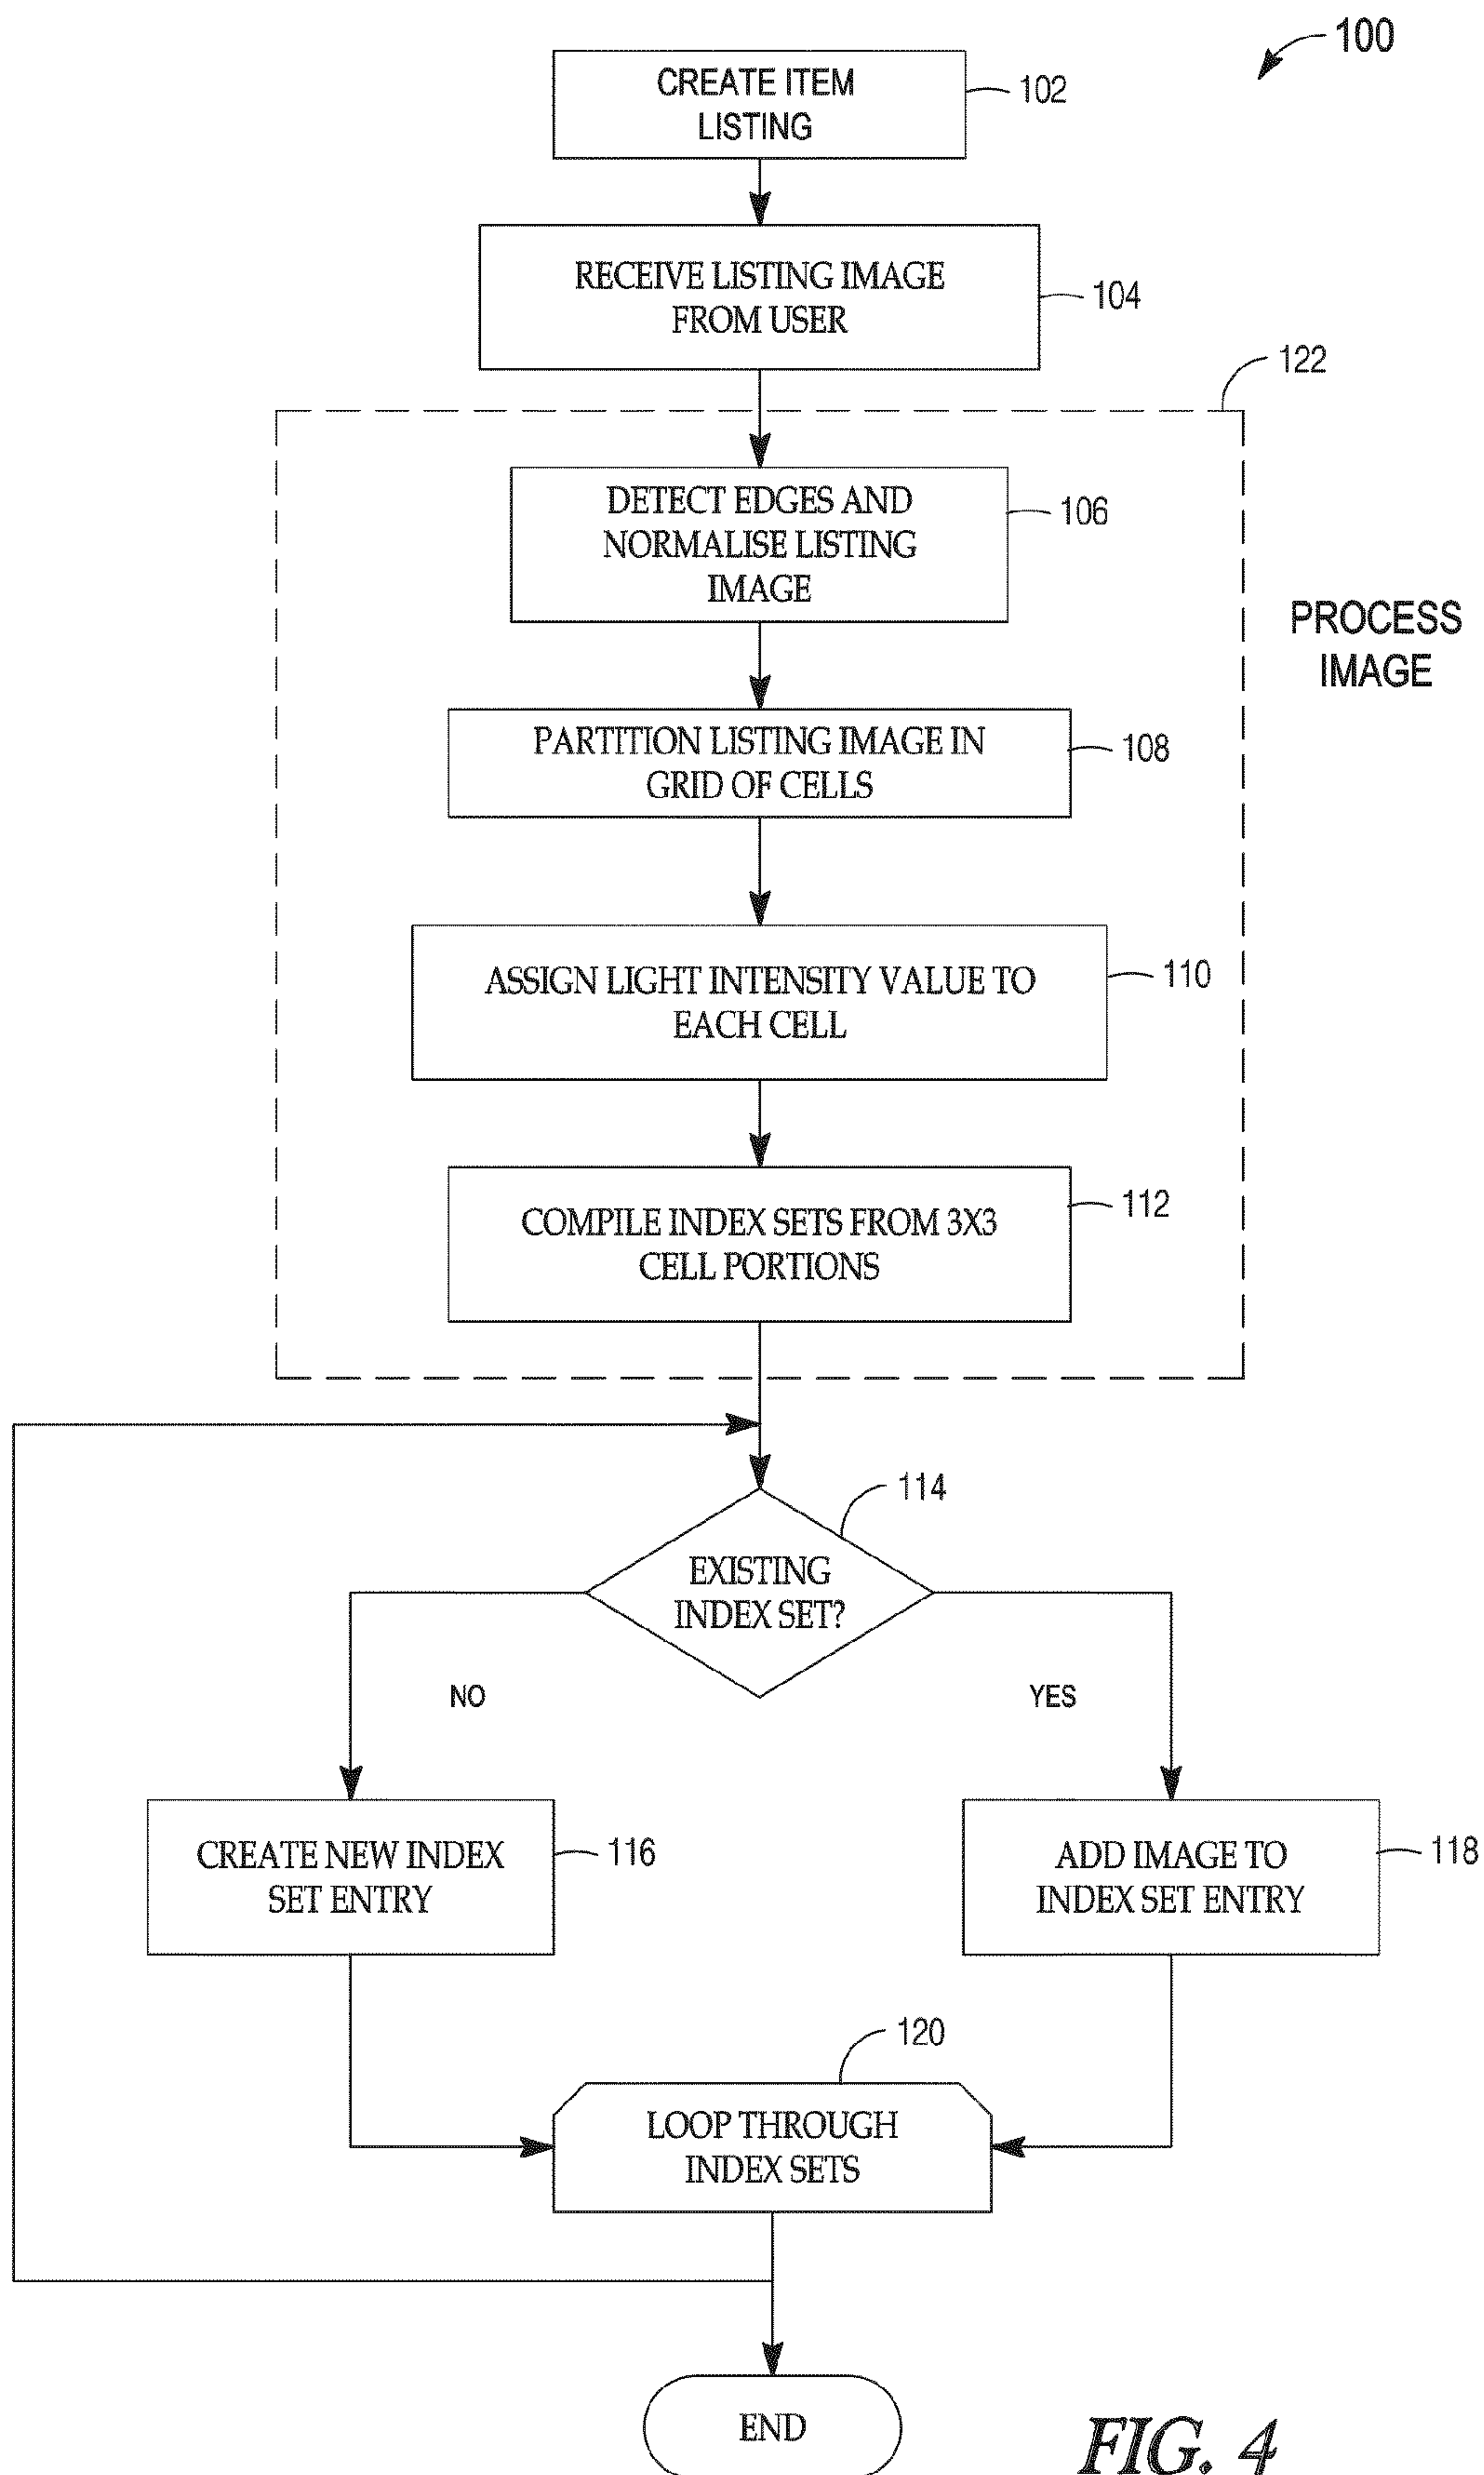 100
CREATE ITEM
LISTING
102
RECEIVE LISTING IMAGE
FROM USER
104
122
DETECT EDGES AND
NORMALISE LISTING
IMAGE
106
PROCESS
IMAGE
PARTITION LISTING IMAGE IN
GRID OF CELLS
108
ASSIGN LIGHT INTENSITY VALUE TO
EACH CELL
110
COMPILE INDEX SETS FROM 3X3
CELL PORTIONS
112
114
EXISTING
INDEX SET?
NO
YES
CREATE NEW INDEX
SET ENTRY
116
ADD IMAGE TO
INDEX SET ENTRY
118
120
LOOP THROUGH
INDEX SETS
END
FIG. 4